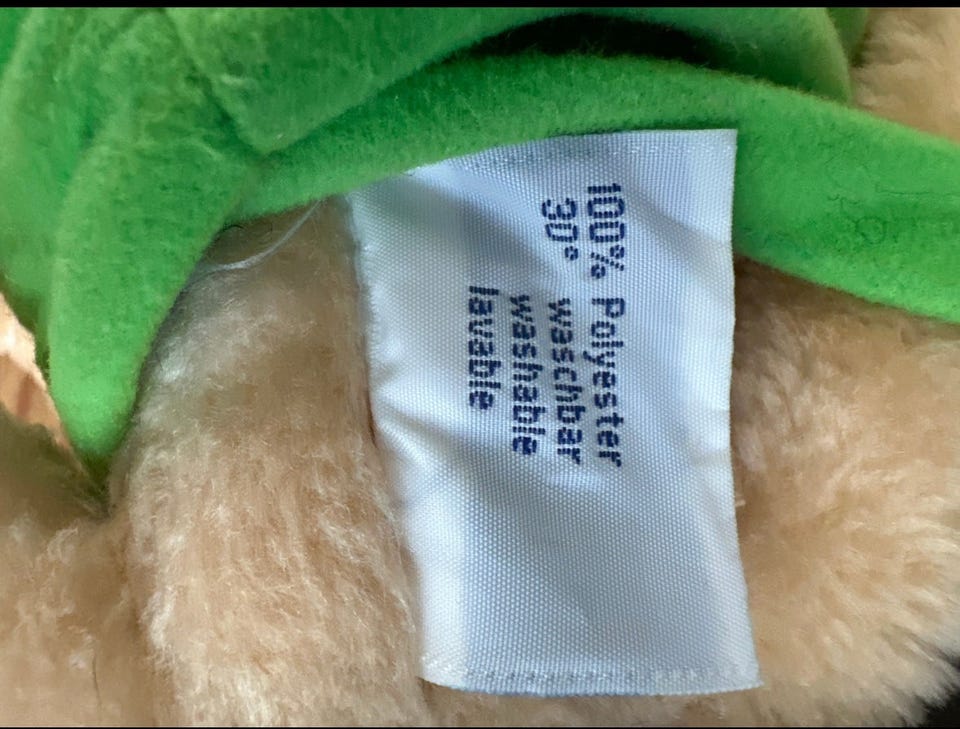 100% Polyester
30° waschbar
washable
lavable